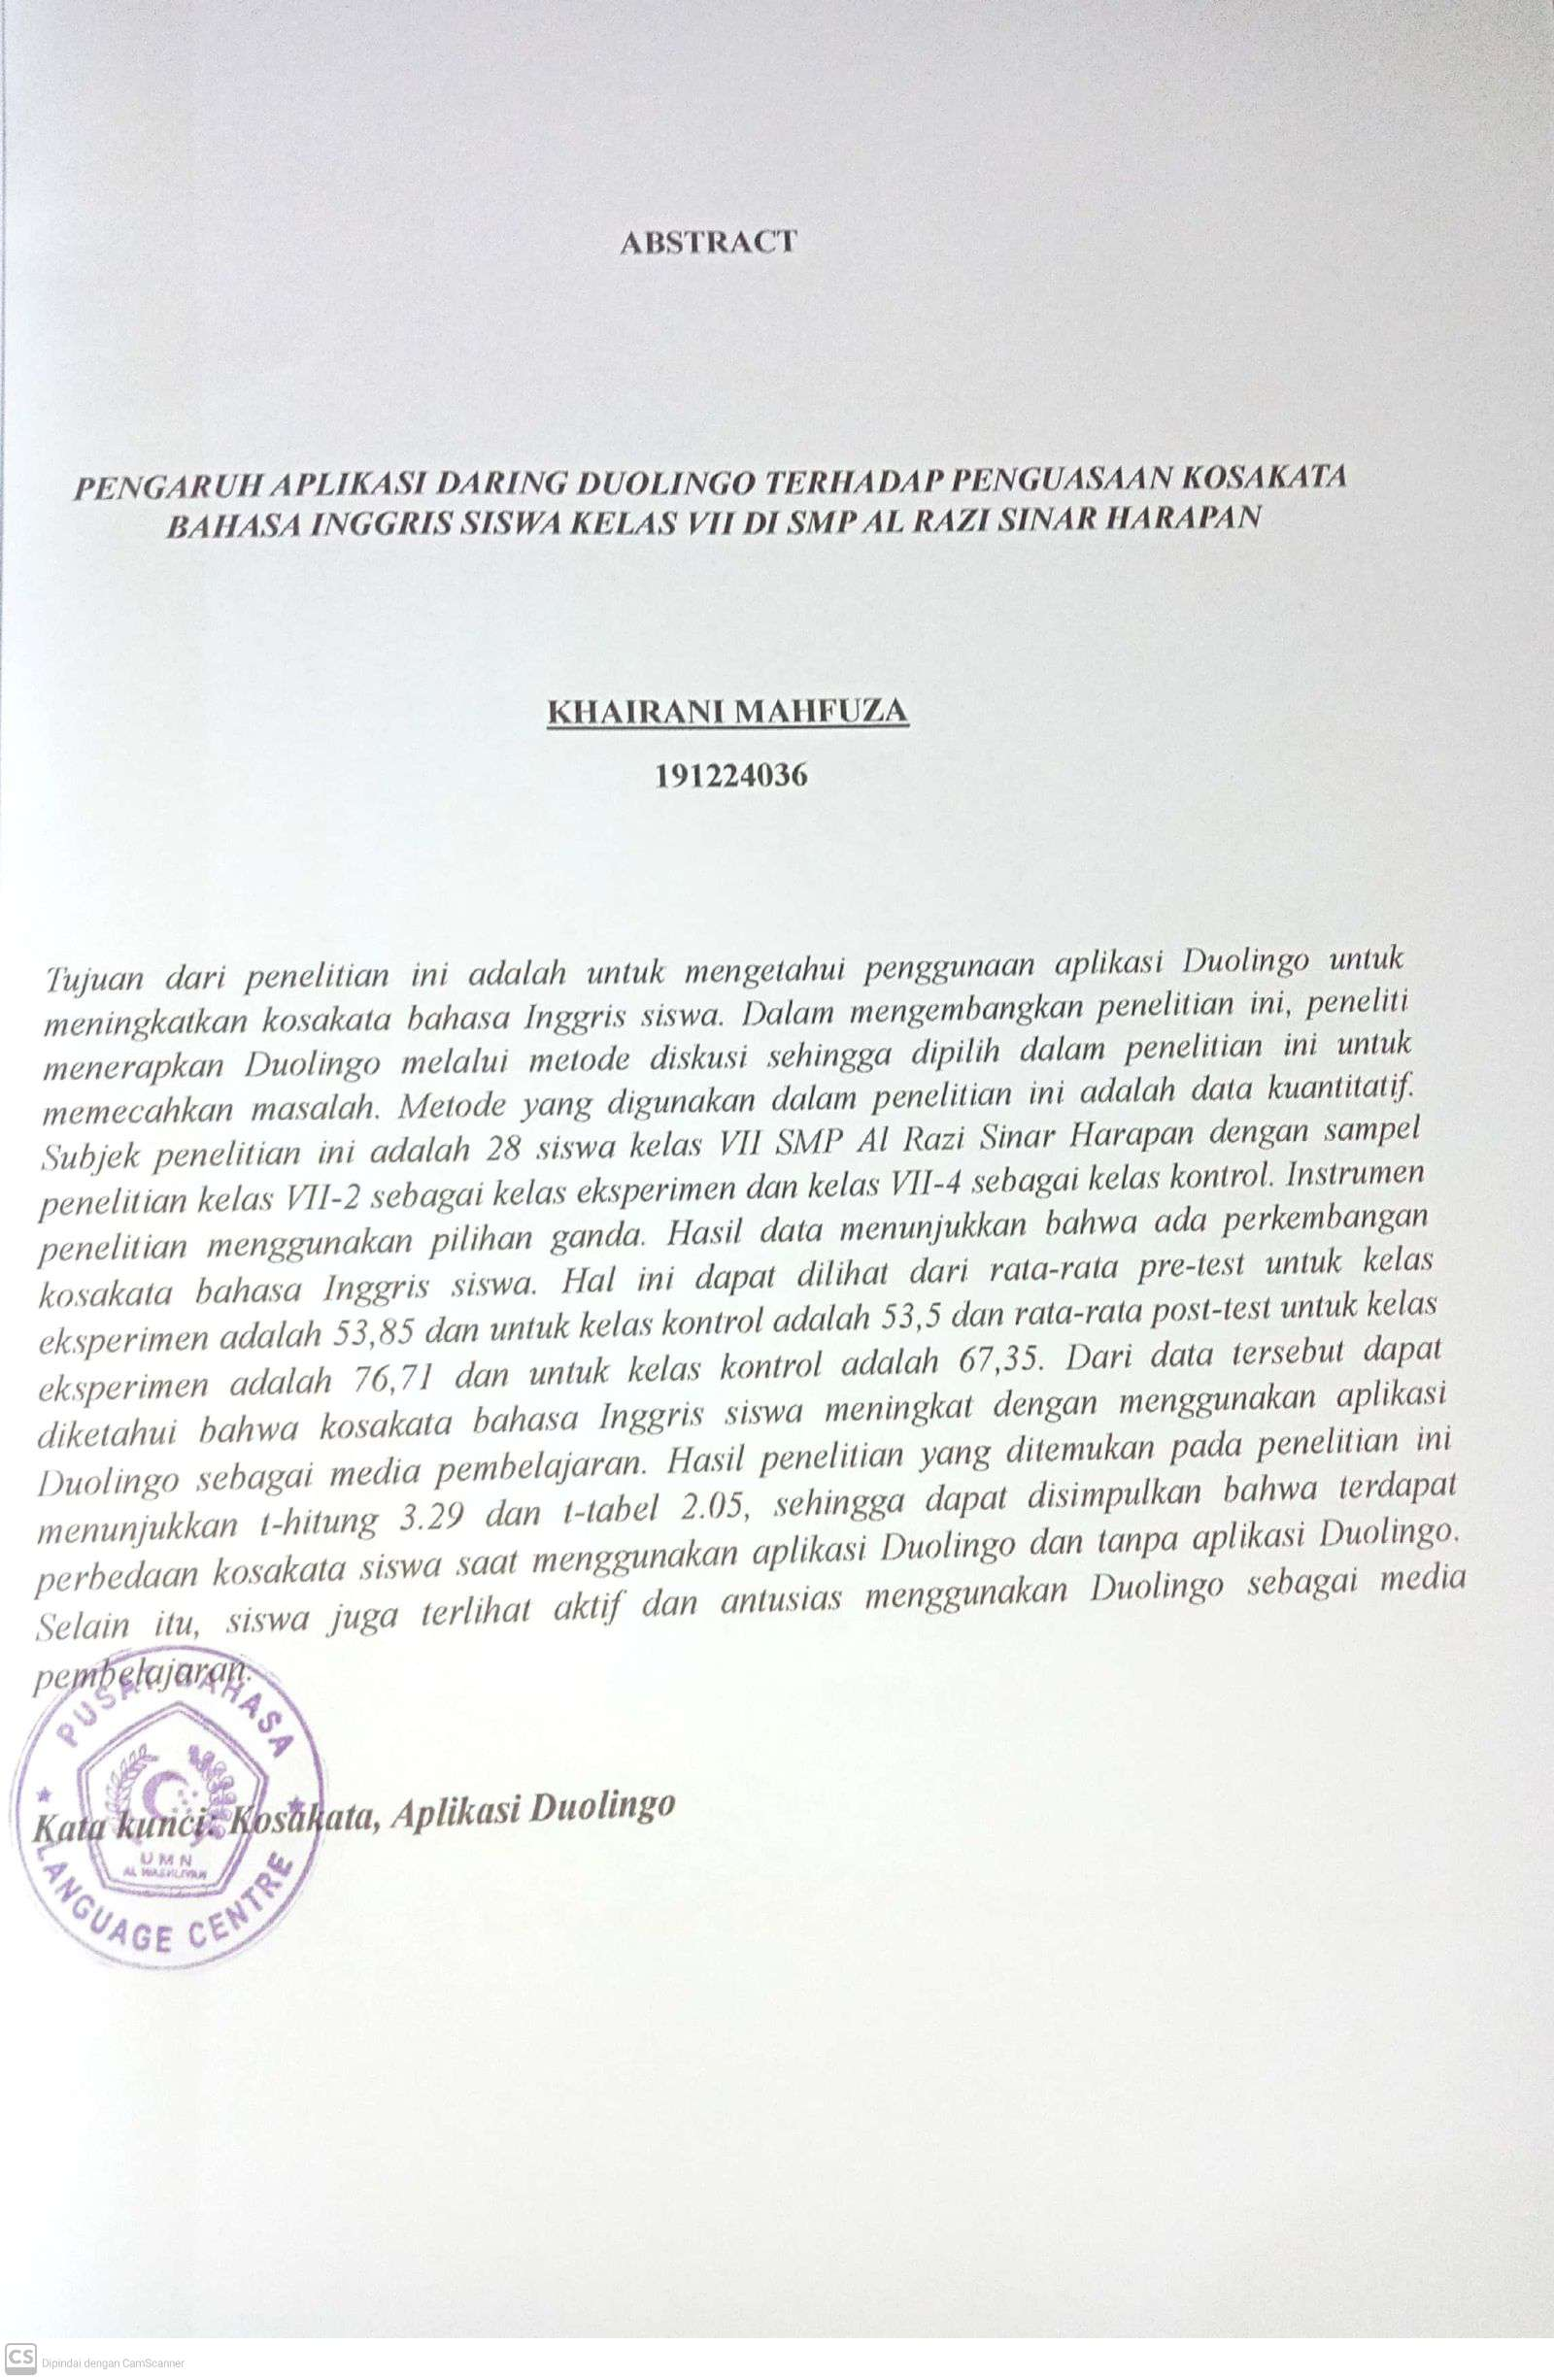 ABSTRACT
PENGARUH APLIKASI DARING DUOLINGO TERHADAP PENGUASAAN KOSAKATA
BAHASA INGGRIS SISWA KELAS VII DI SMP AL RAZI SINAR HARAPAN
KHAIRANI MAHFUZA
191224036
Tujuan dari penelitian ini adalah untuk mengetahui penggunaan aplikasi Duolingo untuk
meningkatkan kosakata bahasa Inggris siswa. Dalam mengembangkan penelitian ini, peneliti
menerapkan Duolingo melalui metode diskusi sehingga dipilih dalam penelitian ini untuk
memecahkan masalah. Metode yang digunakan dalam penelitian ini adalah data kuantitatif.
Subjek penelitian ini adalah 28 siswa kelas VII SMP Al Razi Sinar Harapan dengan sampel
penelitian kelas VII-2 sebagai kelas eksperimen dan kelas VII-4 sebagai kelas kontrol. Instrumen
penelitian menggunakan pilihan ganda. Hasil data menunjukkan bahwa ada perkembangan
kosakata bahasa Inggris siswa. Hal ini dapat dilihat dari rata-rata pre-test untuk kelas
eksperimen adalah 53,85 dan untuk kelas kontrol adalah 53,5 dan rata-rata post-test untuk kelas
eksperimen adalah 76,71 dan untuk kelas kontrol adalah 67,35. Dari data tersebut dapat
diketahui bahwa kosakata bahasa Inggris siswa meningkat dengan menggunakan aplikasi
Duolingo sebagai media pembelajaran. Hasil penelitian yang ditemukan pada penelitian ini
menunjukkan t-hitung 3.29 dan t-tabel 2.05, sehingga dapat disimpulkan bahwa terdapat
perbedaan kosakata siswa saat menggunakan aplikasi Duolingo dan tanpa aplikasi Duolingo.
Selain itu, siswa juga terlihat aktif dan antusias menggunakan Duolingo sebagai media
pembelajaran.
PUSAT BAHASA
Kata kunci: Kosakata, Aplikasi Duolingo
UMN
AL WASHLIYAH
LANGUAGE CENTRE
CS Dipindai dengan CamScanner